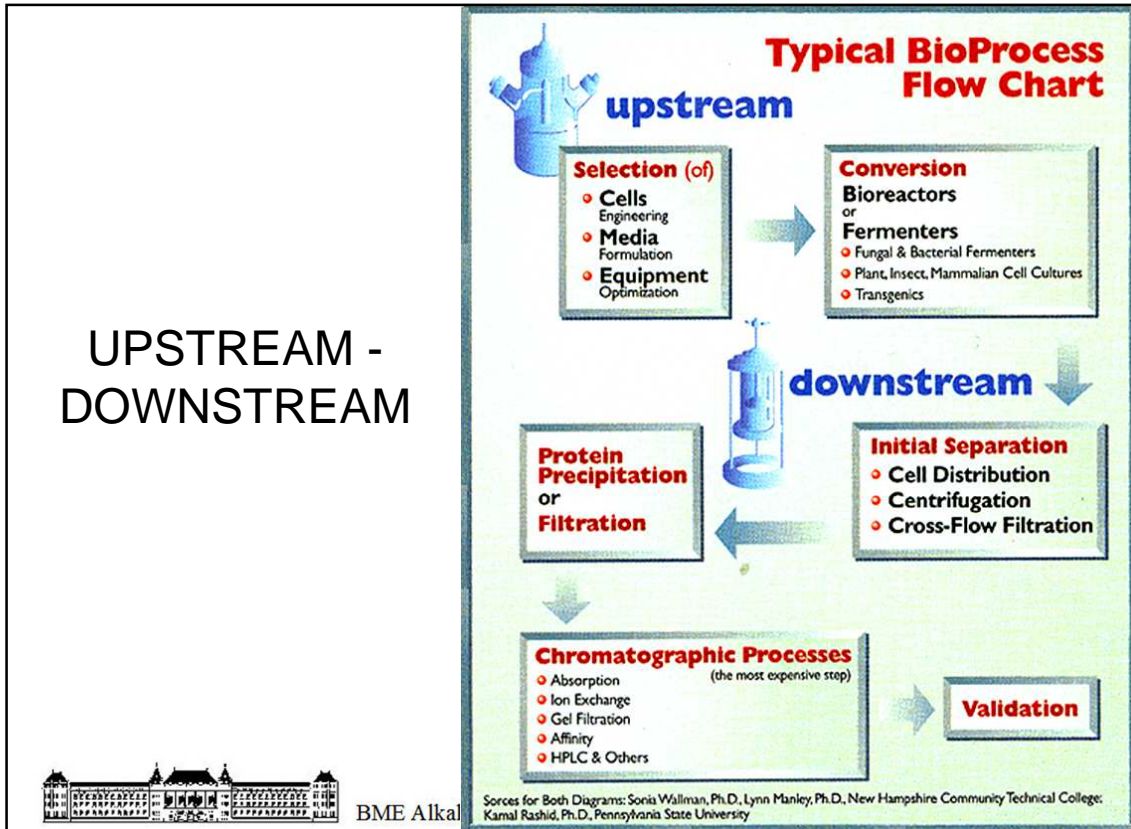 UPSTREAM -
DOWNSTREAM
BME Alkal
Typical BioProcess
Flow Chart
upstream
Selection (of)
Cells
Engineering
Media
Formulation
Equipment
Optimization
Conversion
Bioreactors
or
Fermenters
Fungal & Bacterial Fermenters
Plant, Insect, Mammalian Cell Cultures
Transgenics
downstream
Initial Separation
Cell Distribution
Centrifugation
Cross-Flow Filtration
Protein
Precipitation
or
Filtration
Chromatographic Processes
(the most expensive step)
Absorption
Ion Exchange
Gel Filtration
Affinity
HPLC & Others
Validation
Sorces for Both Diagrams: Sonia Wallman, Ph.D., Lynn Manley, Ph.D., New Hampshire Community Technical College:
Kamal Rashid, Ph.D., Pennsylvania State University